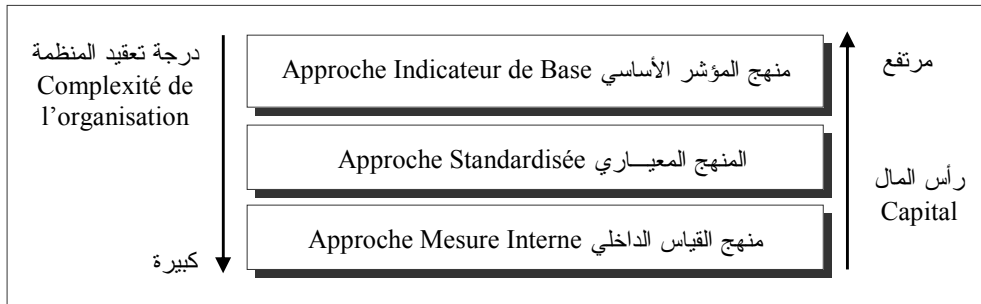 درجة تعقيد المنظمة
Complexité de
l’organisation
كبيرة
منهج المؤشر الأساسي Approche Indicateur de Base
المنهج المعيـــاري Approche Standardisée
منهج القياس الداخلي Approche Mesure Interne
مرتفع
رأس المال
Capital